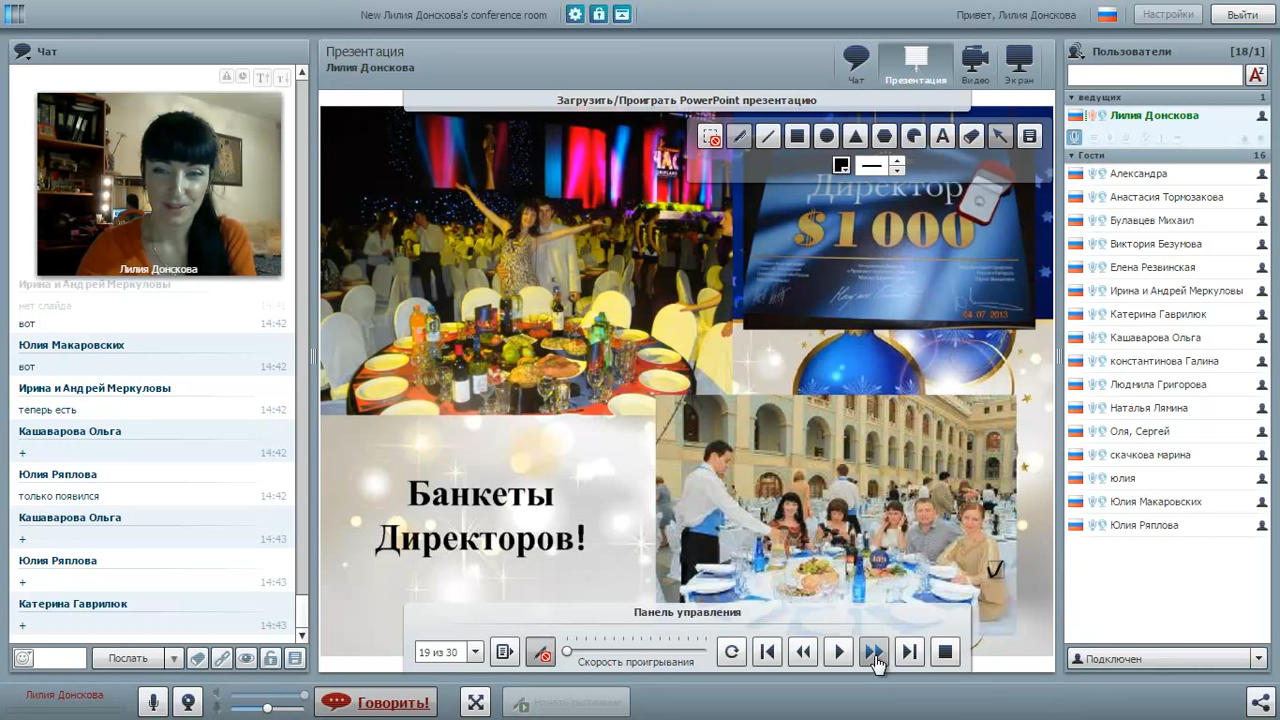 New Лилия Донскова's conference room
Привет, Лилия Донскова
Настройки
Выйти
Чат
Лилия Донскова
Ирина и Андрей Меркуловы
нет слайда 14:41
вот 14:42
Юлия Макаровских
вот 14:42
Ирина и Андрей Меркуловы
теперь есть 14:42
Кашаварова Ольга
+ 14:42
Юлия Ряплова
только появился 14:42
Кашаварова Ольга
+ 14:43
Юлия Ряплова
+ 14:43
Катерина Гаврилюк
+ 14:43
Послать
Презентация
Лилия Донскова
Чат
Презентация
Видео
Экран
Загрузить/Проиграть PowerPoint презентацию
Директор
$1 000
04 07 2013
Банкеты
Директоров!
Панель управления
19 из 30
Скорость проигрывания
Пользователи [18/1]
ведущих 1
Лилия Донскова
Гости 16
Александра
Анастасия Тормозакова
Булавцев Михаил
Виктория Безумова
Елена Резвинская
Ирина и Андрей Меркуловы
Катерина Гаврилюк
Кашаварова Ольга
константинова Галина
Людмила Григорова
Наталья Лямина
Оля, Сергей
скачкова марина
юлия
Юлия Макаровских
Юлия Ряплова
Подключен
Лилия Донскова
Говорить!